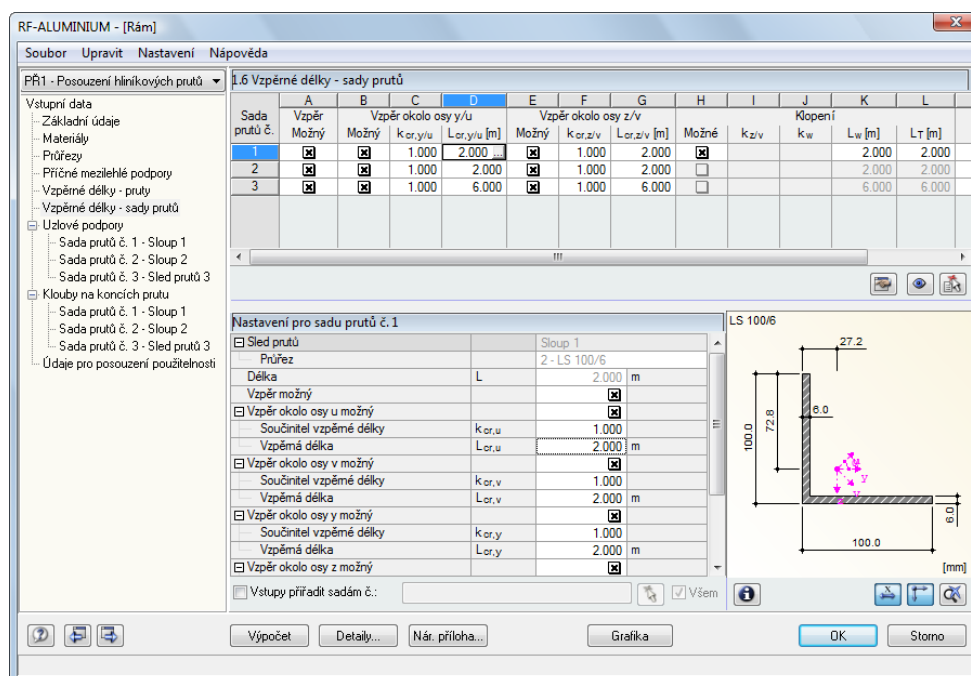 RF-ALUMINIUM - [Rám]
Soubor Upravit Nastavení Nápověda
PŘ1 - Posouzení hliníkových prutů
1.6 Vzpěrné délky - sady prutů
Vstupní data
Základní údaje
Materiály
Průřezy
Příčné mezilehlé podpory
Vzpěrné délky - pruty
Vzpěrné délky - sady prutů
Uzlové podpory
Sada prutů č. 1 - Sloup 1
Sada prutů č. 2 - Sloup 2
Sada prutů č. 3 - Sled prutů 3
Klouby na koncích prutu
Sada prutů č. 1 - Sloup 1
Sada prutů č. 2 - Sloup 2
Sada prutů č. 3 - Sled prutů 3
Údaje pro posouzení použitelnosti
A B C D E F G H I J K L
Sada Vzpěr Vzpěr okolo osy y/u Vzpěr okolo osy z/v Klopení
prutů č. Možný Možný k cr,y/u L cr,y/u [m] Možný k cr,z/v L cr,z/v [m] Možné k z/v k w L w [m] L T [m]
1 1.000 2.000 ... 1.000 2.000 2.000 2.000
2 1.000 2.000 1.000 2.000 2.000 2.000
3 1.000 6.000 1.000 6.000 6.000 6.000
Nastavení pro sadu prutů č. 1
Sled prutů Sloup 1
Průřez 2 - LS 100/6
Délka L 2.000 m
Vzpěr možný
Vzpěr okolo osy u možný
Součinitel vzpěrné délky k cr,u 1.000
Vzpěrná délka L cr,u 2.000 m
Vzpěr okolo osy v možný
Součinitel vzpěrné délky k cr,v 1.000
Vzpěrná délka L cr,v 2.000 m
Vzpěr okolo osy y možný
Součinitel vzpěrné délky k cr,y 1.000
Vzpěrná délka L cr,y 2.000 m
Vzpěr okolo osy z možný
Vstupy přiřadit sadám č.: Všem
LS 100/6
27.2
6.0
72.8
100.0
y
6.0
100.0
[mm]
Výpočet Detaily... Nár. příloha... Grafika OK Storno